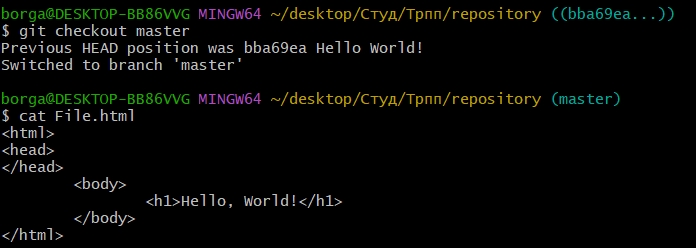 borga@DESKTOP-BB86VVG MINGW64 ~/desktop/Студ/Трпп/repository ((bba69ea...))
$ git checkout master
Previous HEAD position was bba69ea Hello World!
Switched to branch 'master'

borga@DESKTOP-BB86VVG MINGW64 ~/desktop/Студ/Трпп/repository (master)
$ cat File.html
<html>
<head>
</head>
        <body>
                <h1>Hello, World!</h1>
        </body>
</html>